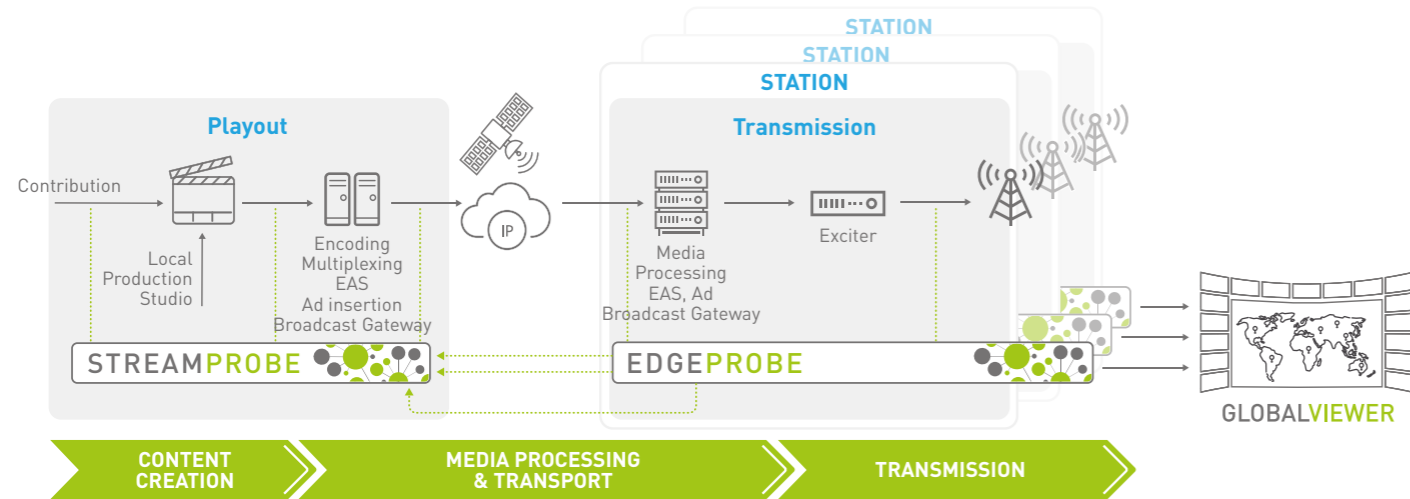 STATION
STATION
STATION
Playout
Transmission
Contribution
IP
Local
Production
Studio
Encoding
Multiplexing
EAS
Ad insertion
Broadcast Gateway
Media
Processing
EAS, Ad
Broadcast Gateway
Exciter
STREAMPROBE
EDGEPROBE
GLOBALVIEWER
CONTENT
CREATION
MEDIA PROCESSING
& TRANSPORT
TRANSMISSION